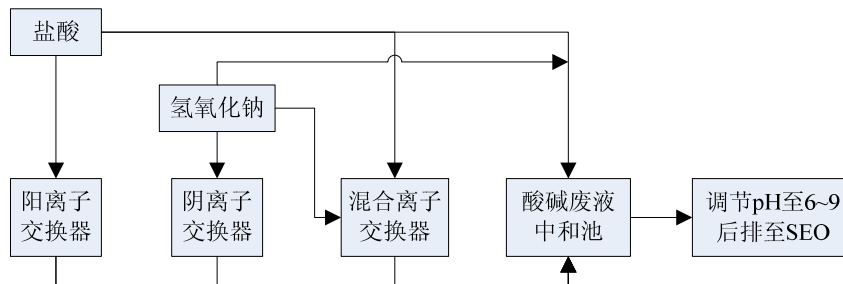 盐酸
氢氧化钠
阳离子
交换器
阴离子
交换器
混合离子
交换器
酸碱废液
中和池
调节pH至6~9
后排至SEO